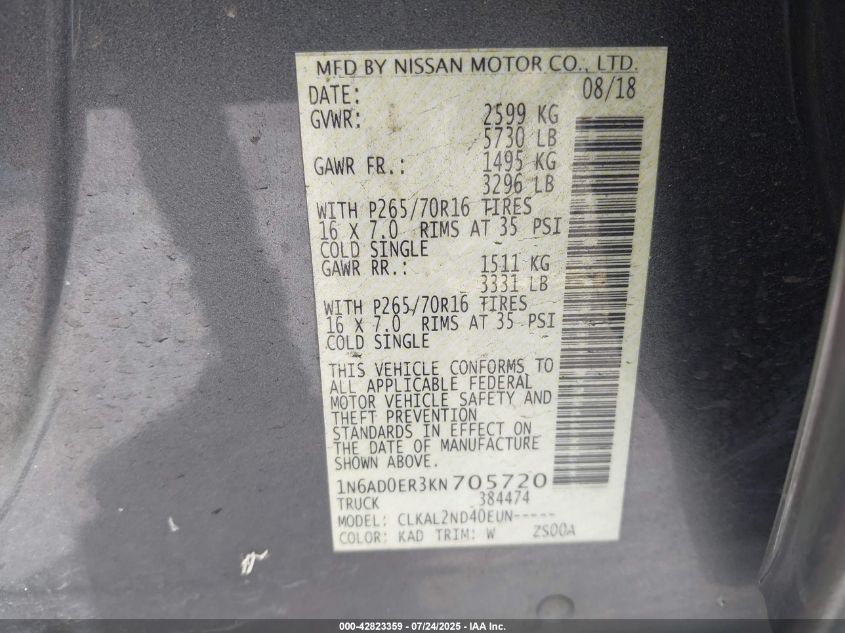 MFD BY NISSAN MOTOR CO., LTD.
DATE: 08/18
GVWR: 2599 KG
5730 LB
GAWR FR.: 1495 KG
3296 LB
WITH P265/70R16 TIRES
16 X 7.0 RIMS AT 35 PSI
COLD SINGLE
GAWR RR.: 1511 KG
3331 LB
WITH P265/70R16 TIRES
16 X 7.0 RIMS AT 35 PSI
COLD SINGLE
THIS VEHICLE CONFORMS TO
ALL APPLICABLE FEDERAL
MOTOR VEHICLE SAFETY AND
THEFT PREVENTION
STANDARDS IN EFFECT ON
THE DATE OF MANUFACTURE
SHOWN ABOVE.
1N6AD0ER3KN705720
TRUCK 384474
MODEL: CLKAL2ND40EUN-----
COLOR: KAD TRIM: W ZS00A
000-42823359 - 07/24/2025 - IAA Inc.